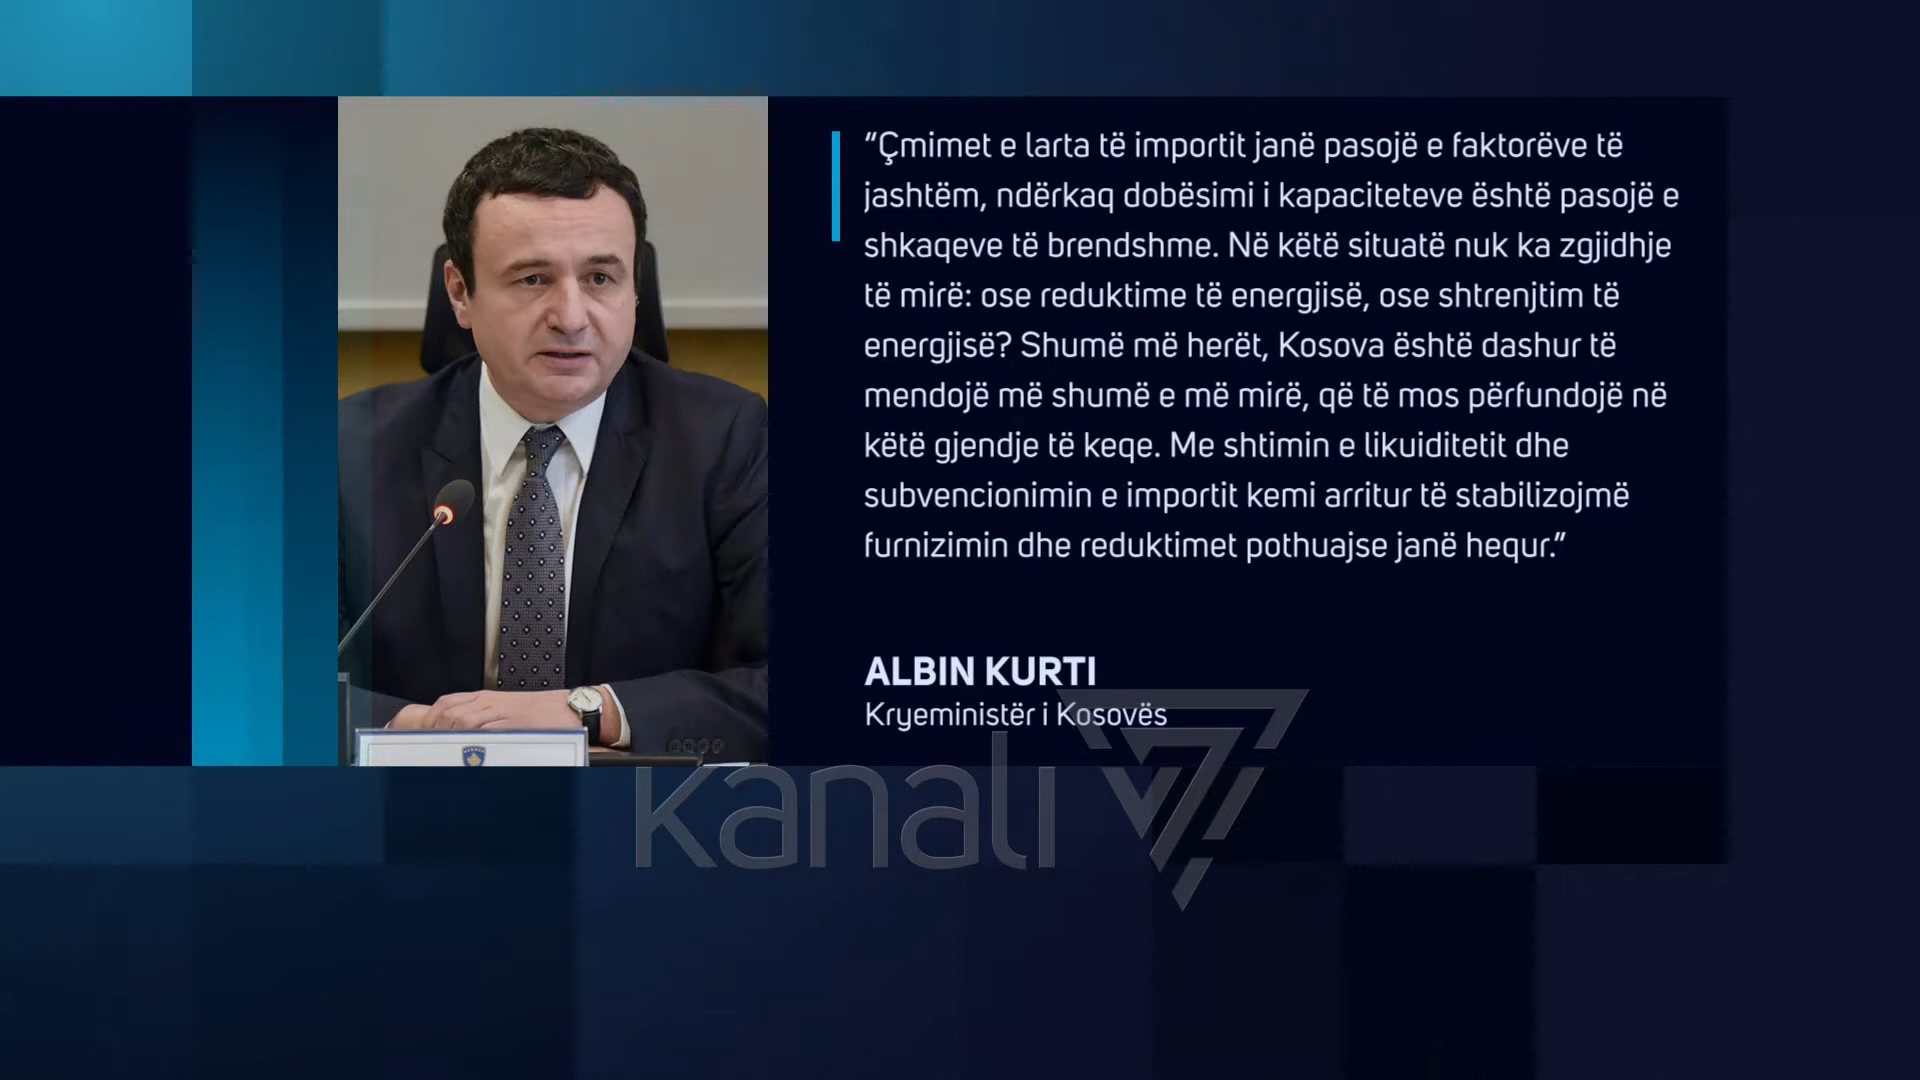 “Çmimet e larta të importit janë pasojë e faktorëve të
jashtëm, ndërkaq dobësimi i kapaciteteve është pasojë e
shkaqeve të brendshme. Në këtë situatë nuk ka zgjidhje
të mirë: ose reduktime të energjisë, ose shtrenjtim të
energjisë? Shumë më herët, Kosova është dashur të
mendojë më shumë e më mirë, që të mos përfundojë në
këtë gjendje të keqe. Me shtimin e likuiditetit dhe
subvencionimin e importit kemi arritur të stabilizojmë
furnizimin dhe reduktimet pothuajse janë hequr.”
ALBIN KURTI
Kryeministër i Kosovës
kanali 7